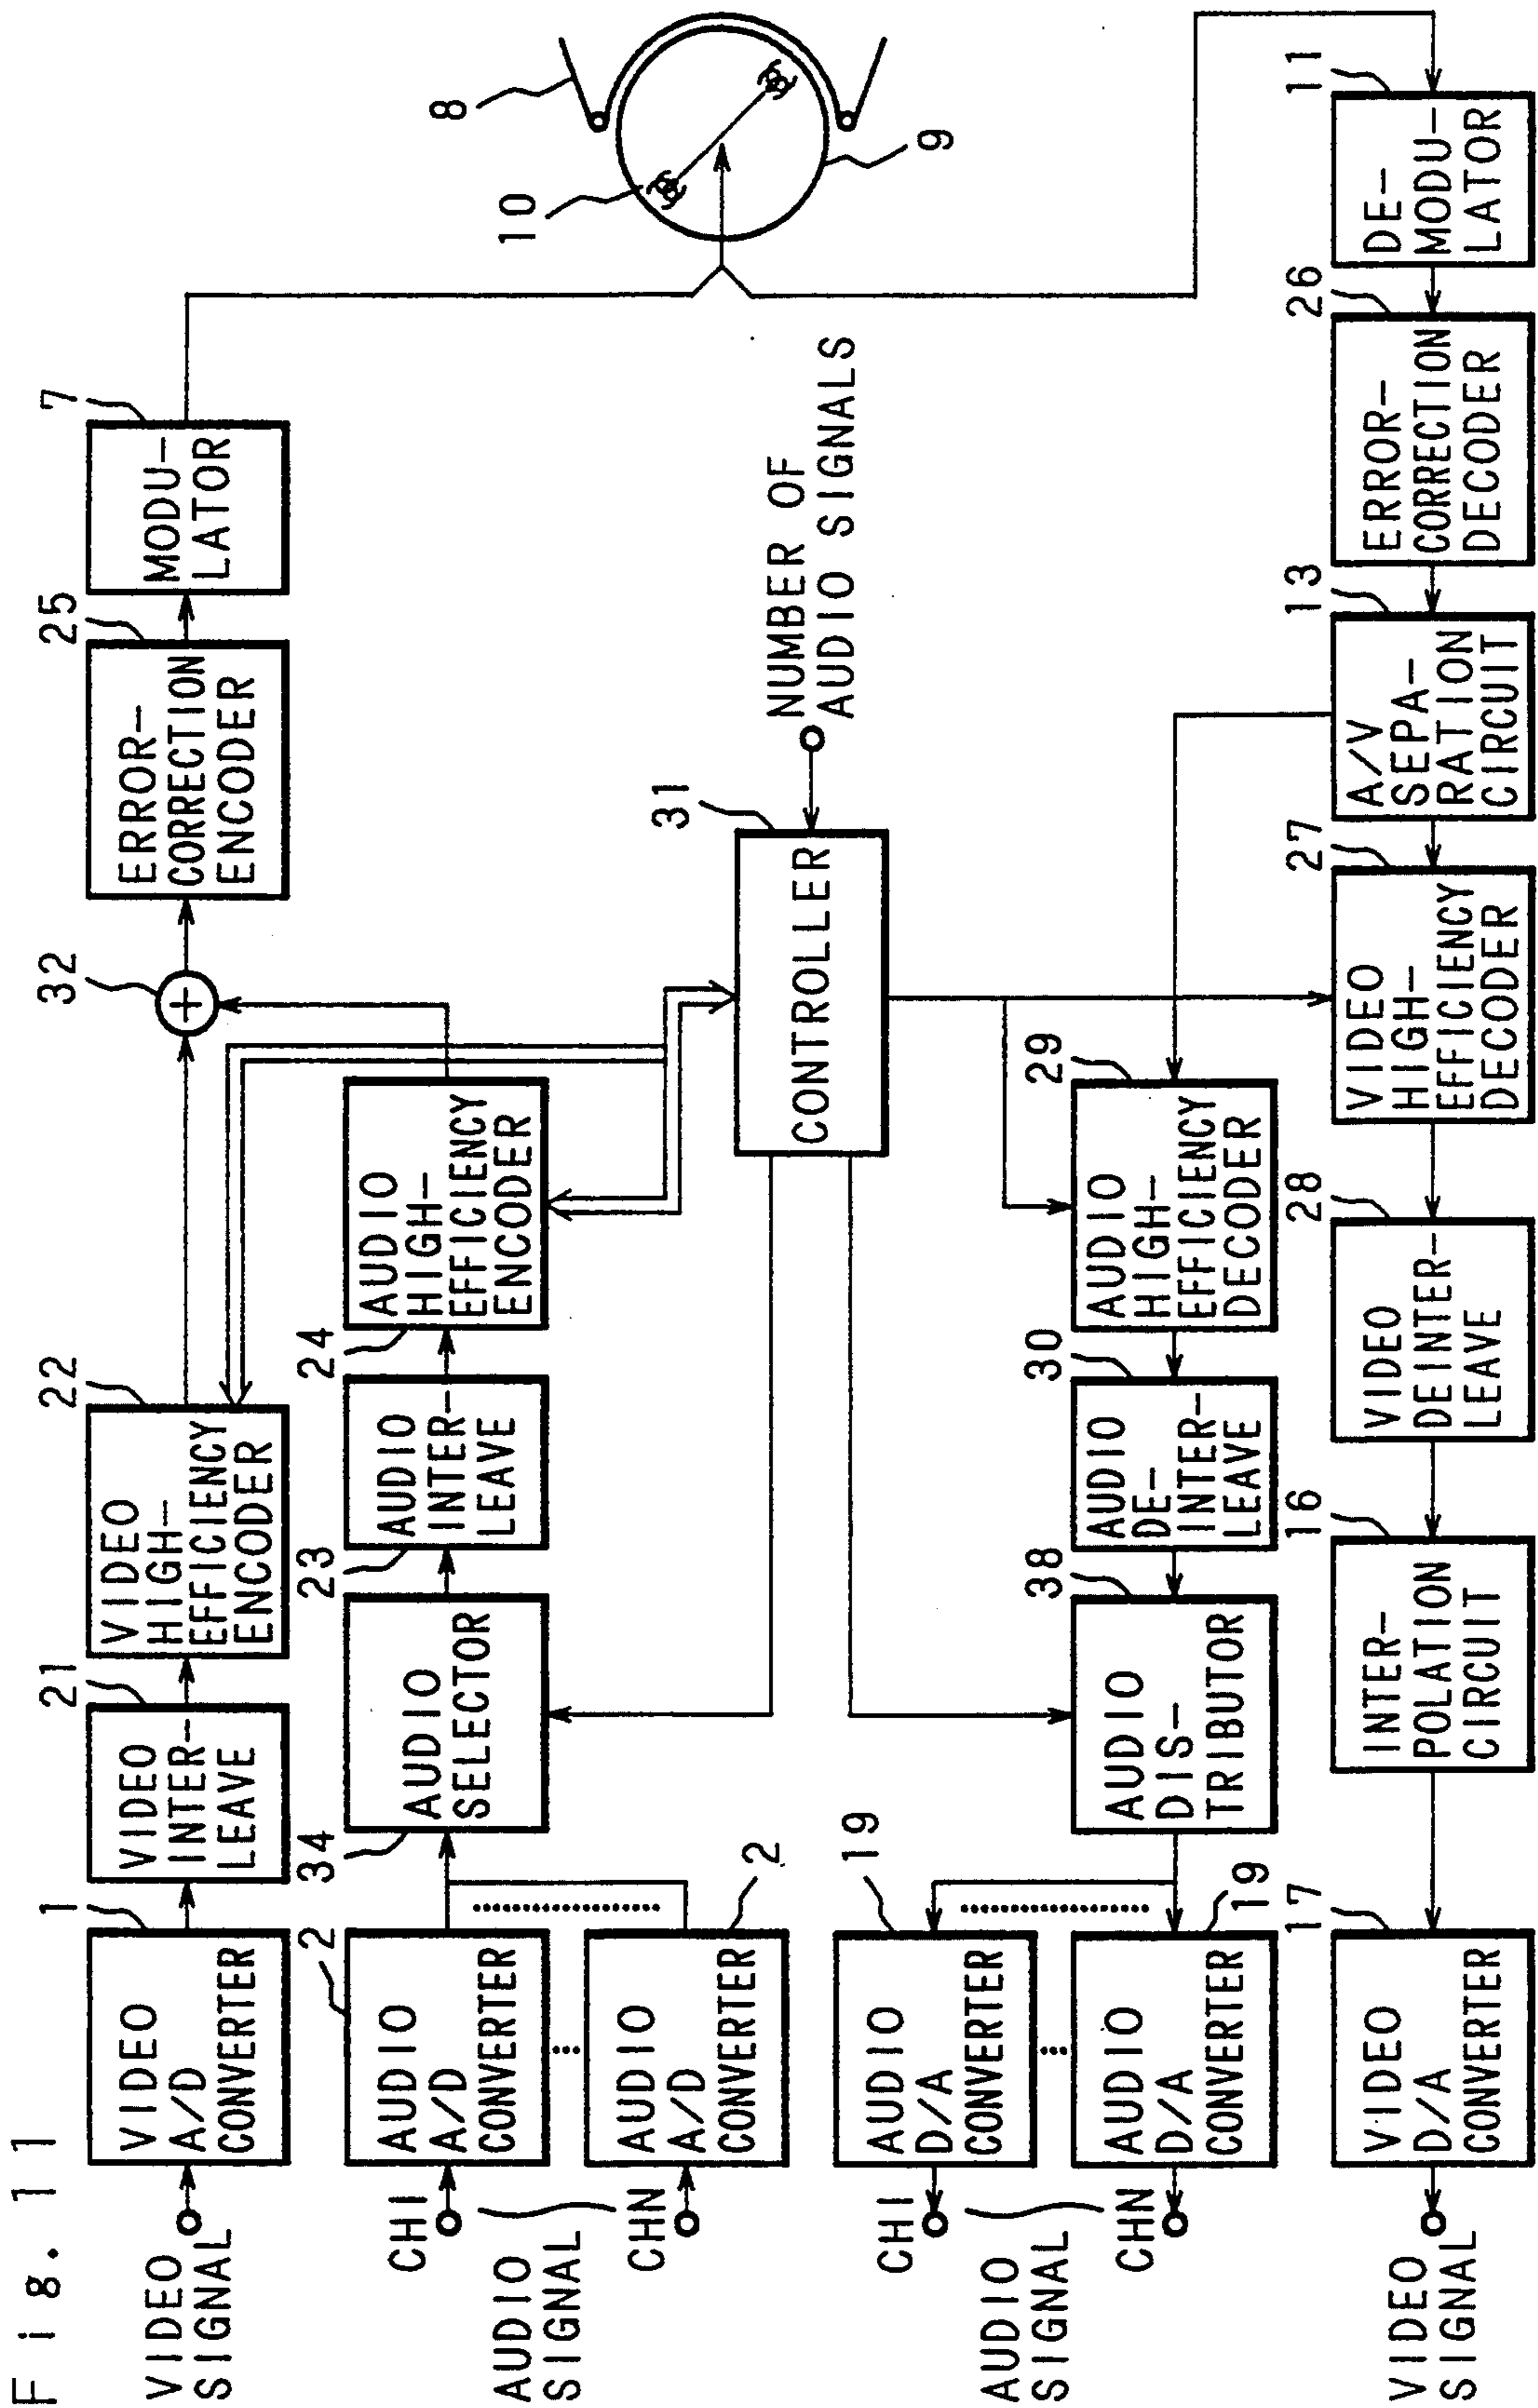 Fig. 11
VIDEO
SIGNAL
1
VIDEO
A/D
CONVERTER
21
VIDEO
INTER-
LEAVE
22
VIDEO
HIGH-
EFFICIENCY
ENCODER
32
+
25
ERROR-
CORRECTION
ENCODER
7
MODU-
LATOR
8
10
9
AUDIO
SIGNAL
CH1
CHN
2
AUDIO
A/D
CONVERTER
2
AUDIO
A/D
CONVERTER
34
AUDIO
SELECTOR
23
AUDIO
INTER-
LEAVE
24
AUDIO
HIGH-
EFFICIENCY
ENCODER
31
CONTROLLER
NUMBER OF
AUDIO SIGNALS
AUDIO
SIGNAL
CH1
CHN
19
AUDIO
D/A
CONVERTER
19
AUDIO
D/A
CONVERTER
38
AUDIO
DIS-
TRIBUTOR
30
AUDIO
DE-
INTER-
LEAVE
29
AUDIO
HIGH-
EFFICIENCY
DECODER
VIDEO
SIGNAL
17
VIDEO
D/A
CONVERTER
16
INTER-
POLATION
CIRCUIT
28
VIDEO
DEINTER-
LEAVE
27
VIDEO
HIGH-
EFFICIENCY
DECODER
13
A/V
SEPA-
RATION
CIRCUIT
26
ERROR-
CORRECTION
DECODER
11
DE-
MODU-
LATOR